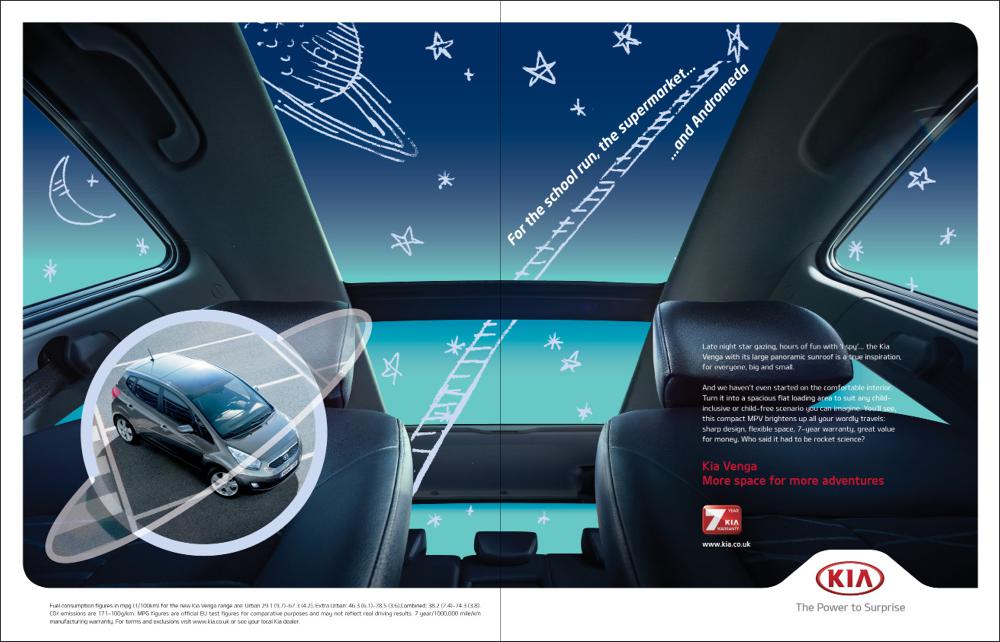 For the school run, the supermarket...
...and Andromeda
Late night star gazing, hours of fun with 'I spy'... the Kia
Venga with its large panoramic sunroof is a true inspiration,
for everyone, big and small.
And we haven't even started on the comfortable interior.
Turn it into a spacious flat loading area to suit any child-
inclusive or child-free scenario you can imagine. You'll see,
this compact MPV brightens up all your wordly travels:
sharp design, flexible space, 7-year warranty, great value
for money. Who said it had to be rocket science?
Kia Venga
More space for more adventures
7 YEAR
KIA
WARRANTY
www.kia.co.uk
KIA
The Power to Surprise
Fuel consumption figures in mpg (1/100km) for the new Kia Venga range are: Urban 29.1 (9.7)-67.3 (4.2), Extra Urban: 46.3 (6.1)-78.5 (3.6),Combined: 38.2 (7.4)-74.3 (3.8).
CO² emissions are 171-100g/km. MPG figures are official EU test figures for comparative purposes and may not reflect real driving results. 7 year/1000,000 mile/km
manufacturing warranty. For terms and exclusions visit www.kia.co.uk or see your local Kia dealer.